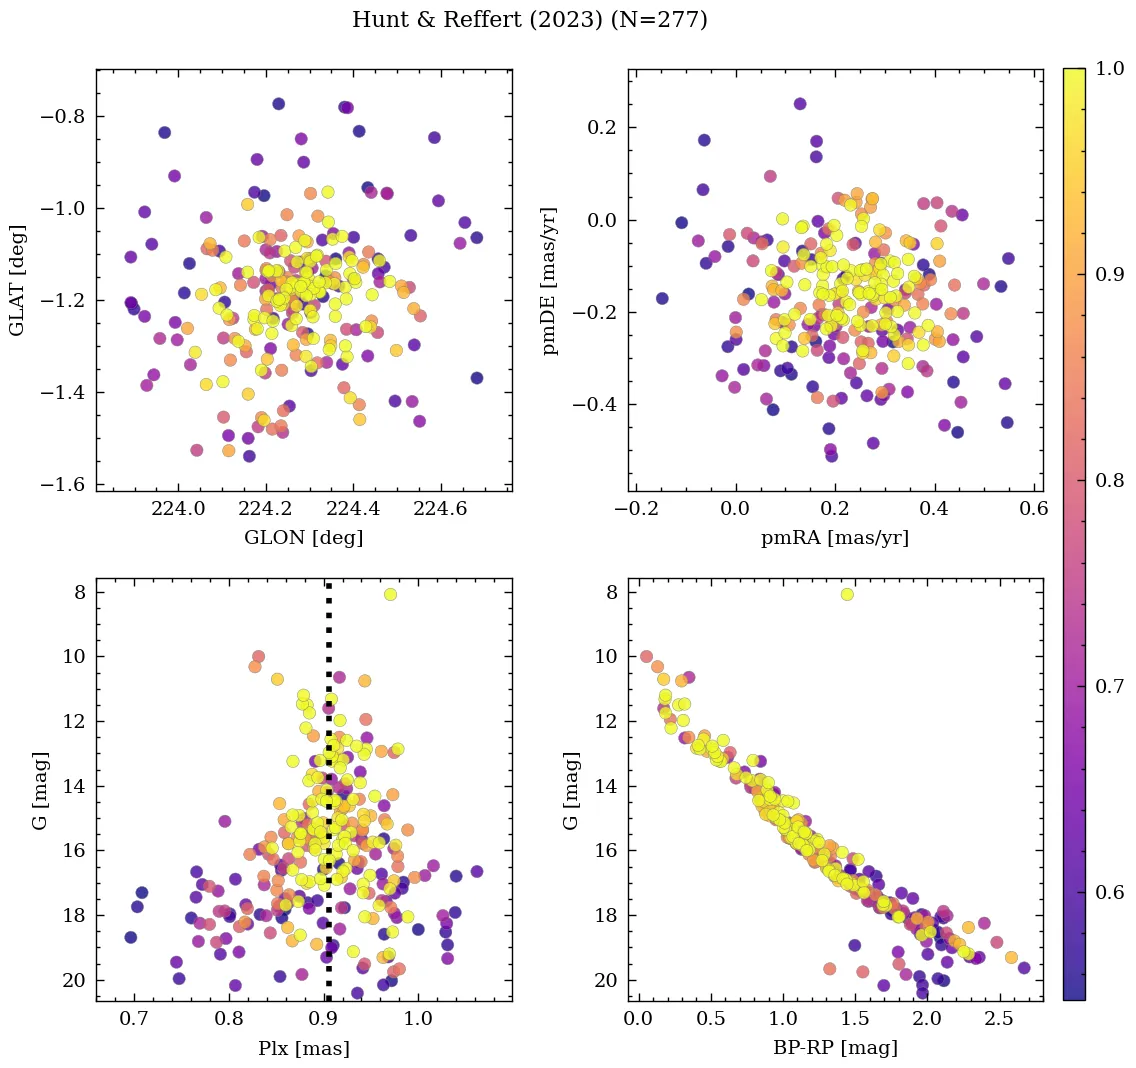 Hunt & Reffert (2023) (N=277)
−0.8
−1.0
−1.2
−1.4
−1.6
GLAT [deg]
224.0 224.2 224.4 224.6
GLON [deg]
0.2
0.0
−0.2
−0.4
pmDE [mas/yr]
−0.2 0.0 0.2 0.4 0.6
pmRA [mas/yr]
8
10
12
14
16
18
20
G [mag]
0.7 0.8 0.9 1.0
Plx [mas]
8
10
12
14
16
18
20
G [mag]
0.0 0.5 1.0 1.5 2.0 2.5
BP-RP [mag]
1.0
0.9
0.8
0.7
0.6